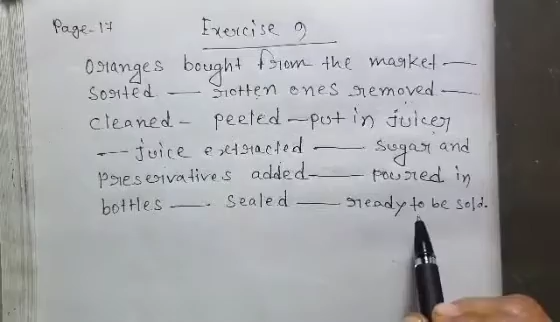 Page-17 Exercise 9
Oranges bought from the market —
Sorted — rotten ones removed —
cleaned - peeled - put in juicer
--- juice extracted — sugar and
preservatives added — poured in
bottles —. Sealed — ready to be sold.